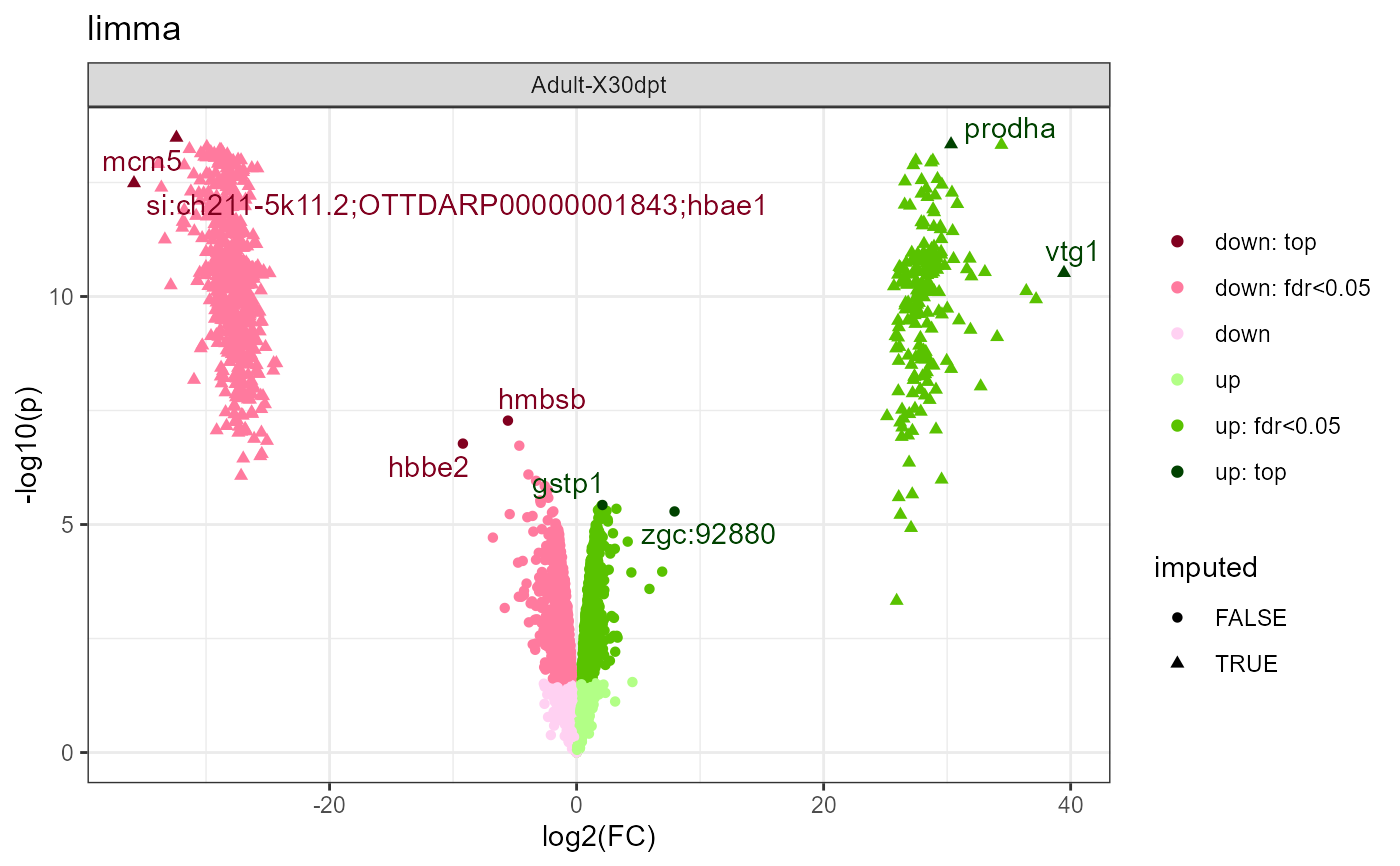 limma
Adult-X30dpt
prodha
mcm5
si:ch211-5k11.2;OTTDARP00000001843;hbae1
vtg1
down: top
down: fdr<0.05
down
up
up: fdr<0.05
up: top
10
hmbsb
hbbe2
gstp1
zgc:92880
5
imputed
FALSE
TRUE
0
-20
0
20
40
log2(FC)
-log10(p)